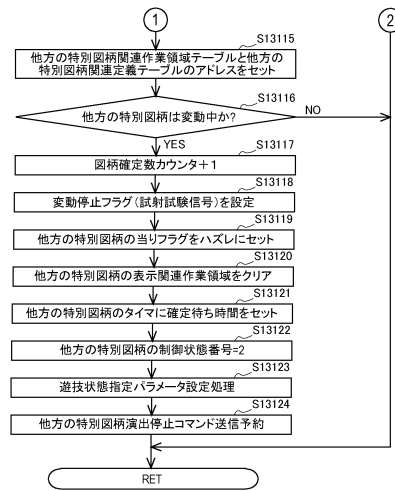 1
2
S13115
他方の特別図柄関連作業領域テーブルと他方の
特別図柄関連定義テーブルのアドレスをセット
S13116
他方の特別図柄は変動中か?
NO
YES
S13117
図柄確定数カウンタ+1
S13118
変動停止フラグ(試射試験信号)を設定
S13119
他方の特別図柄の当りフラグをハズレにセット
S13120
他方の特別図柄の表示関連作業領域をクリア
S13121
他方の特別図柄のタイマに確定待ち時間をセット
S13122
他方の特別図柄の制御状態番号=2
S13123
遊技状態指定パラメータ設定処理
S13124
他方の特別図柄演出停止コマンド送信予約
RET